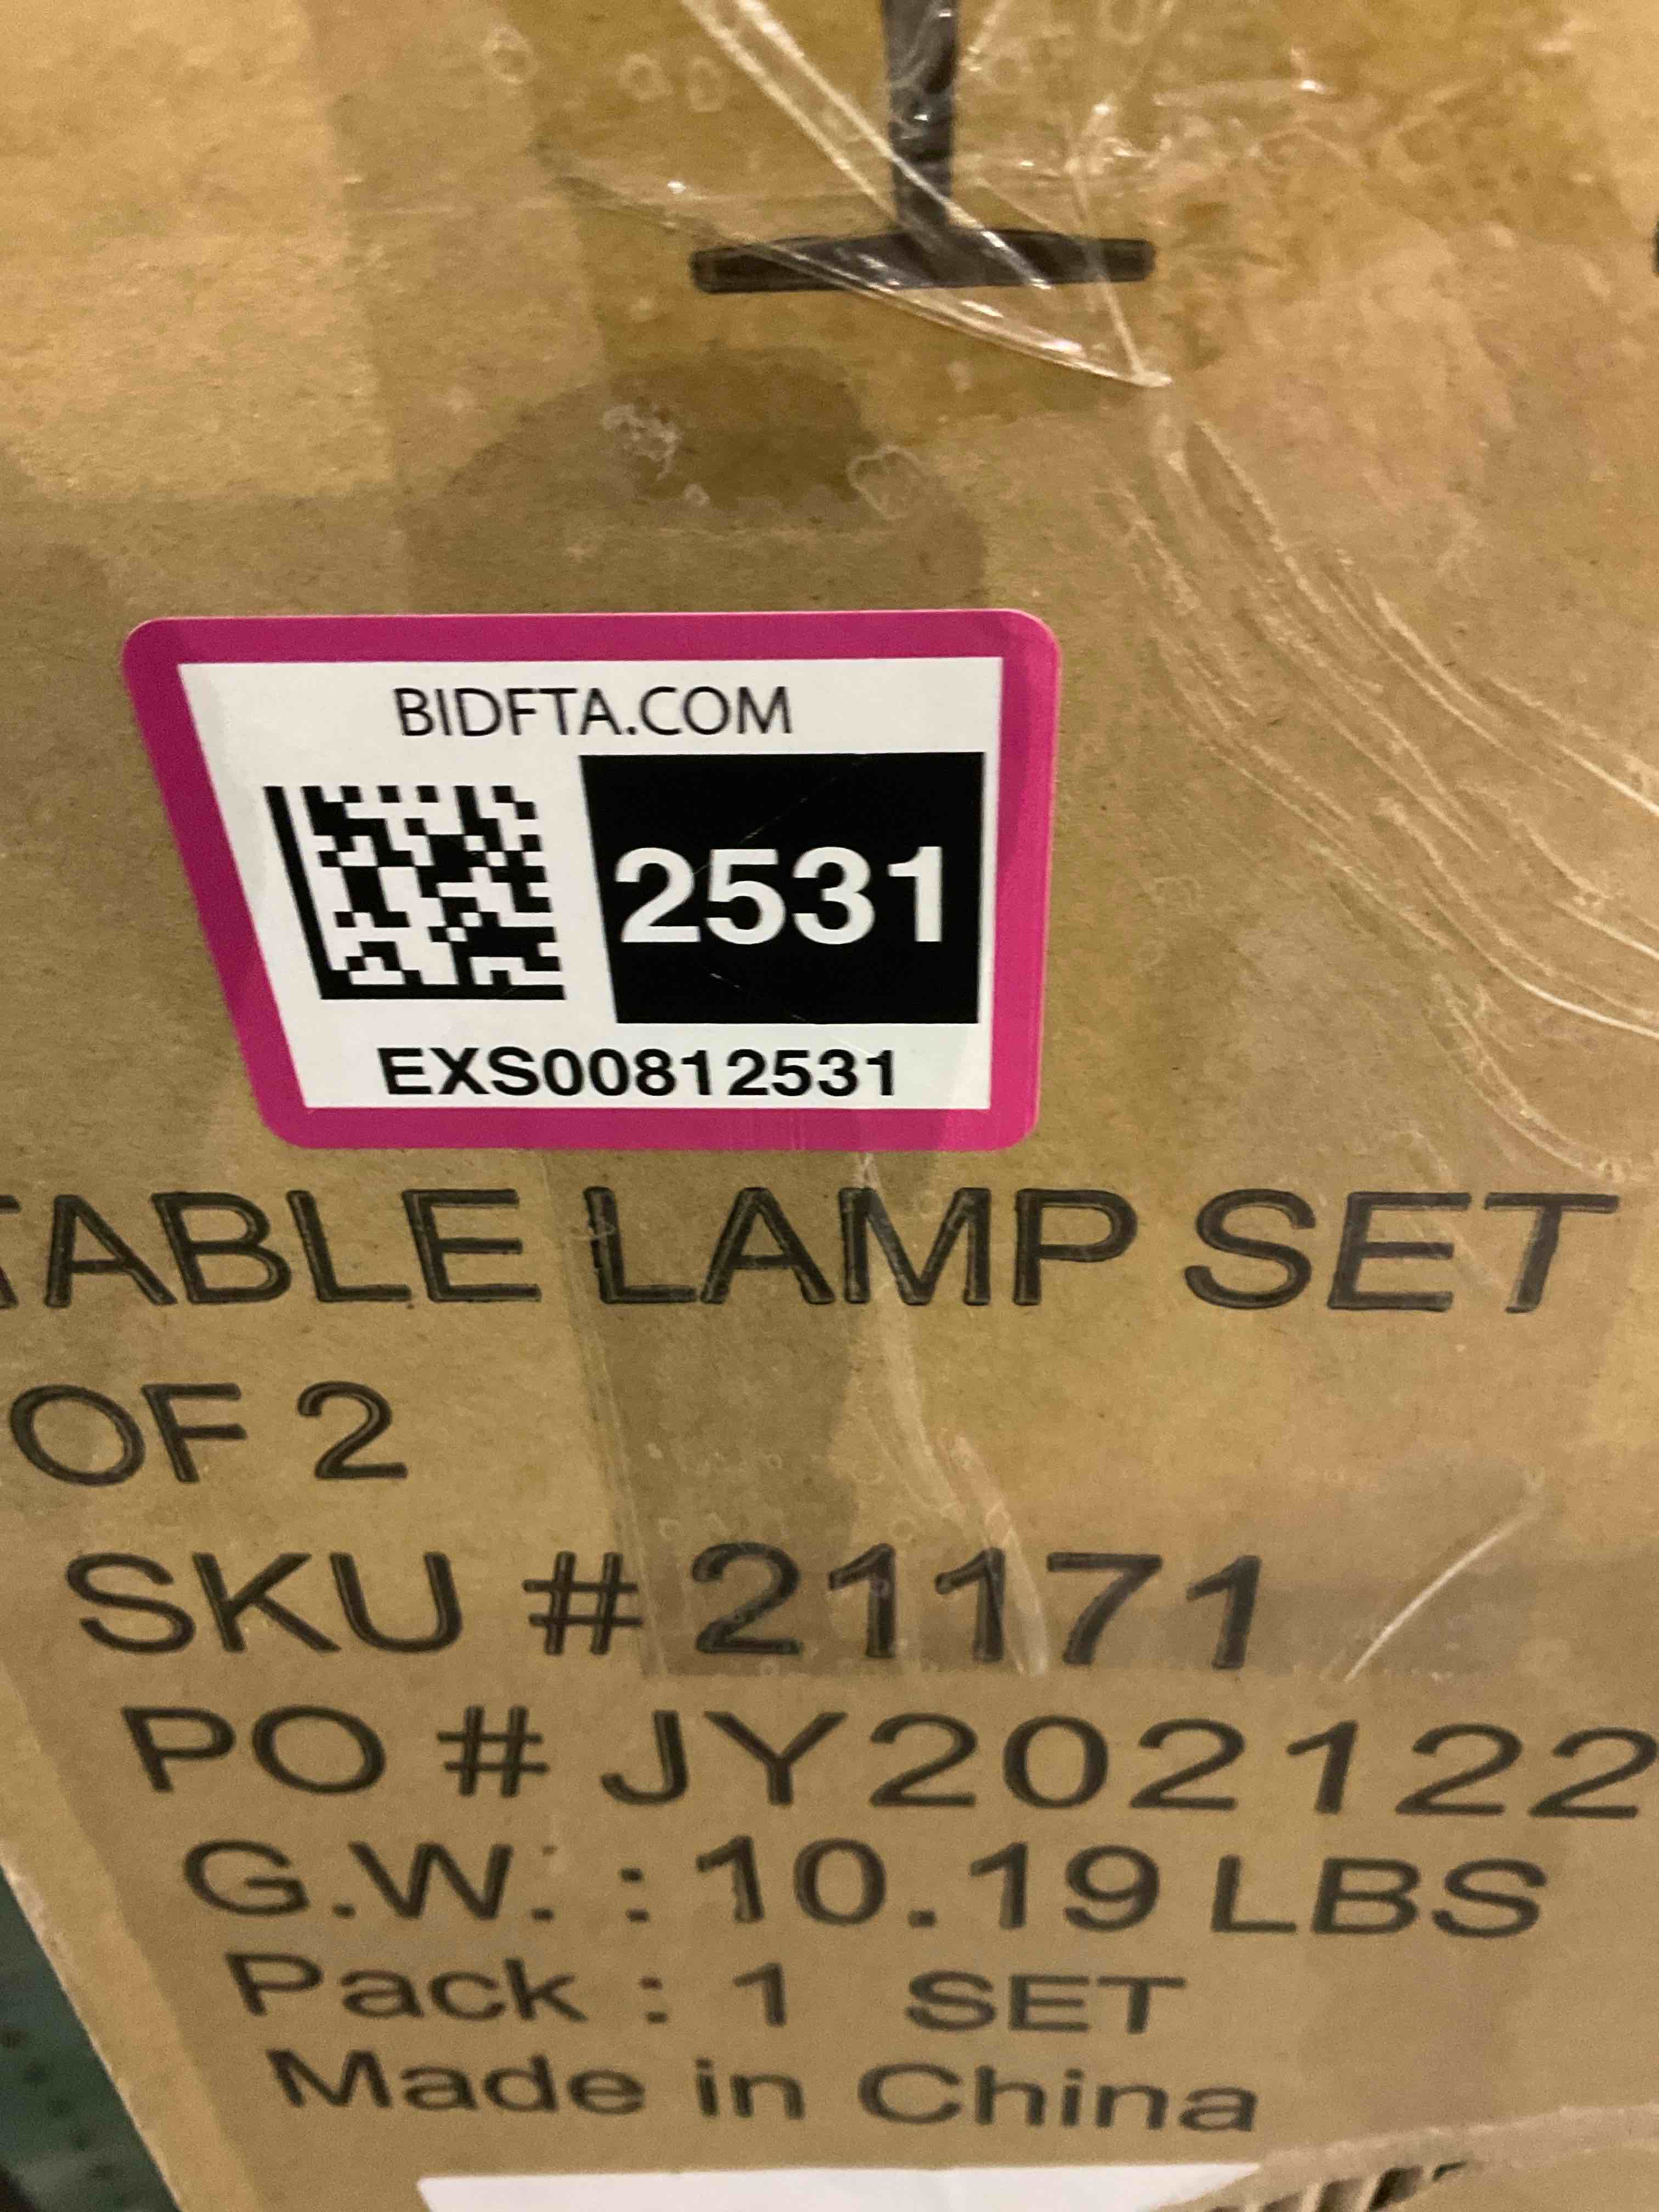 BIDFTA.COM
2531
EXS00812531
TABLE LAMP SET
OF 2
SKU # 21171
PO # JY202122
G.W. : 10.19 LBS
Pack : 1 SET
Made in China